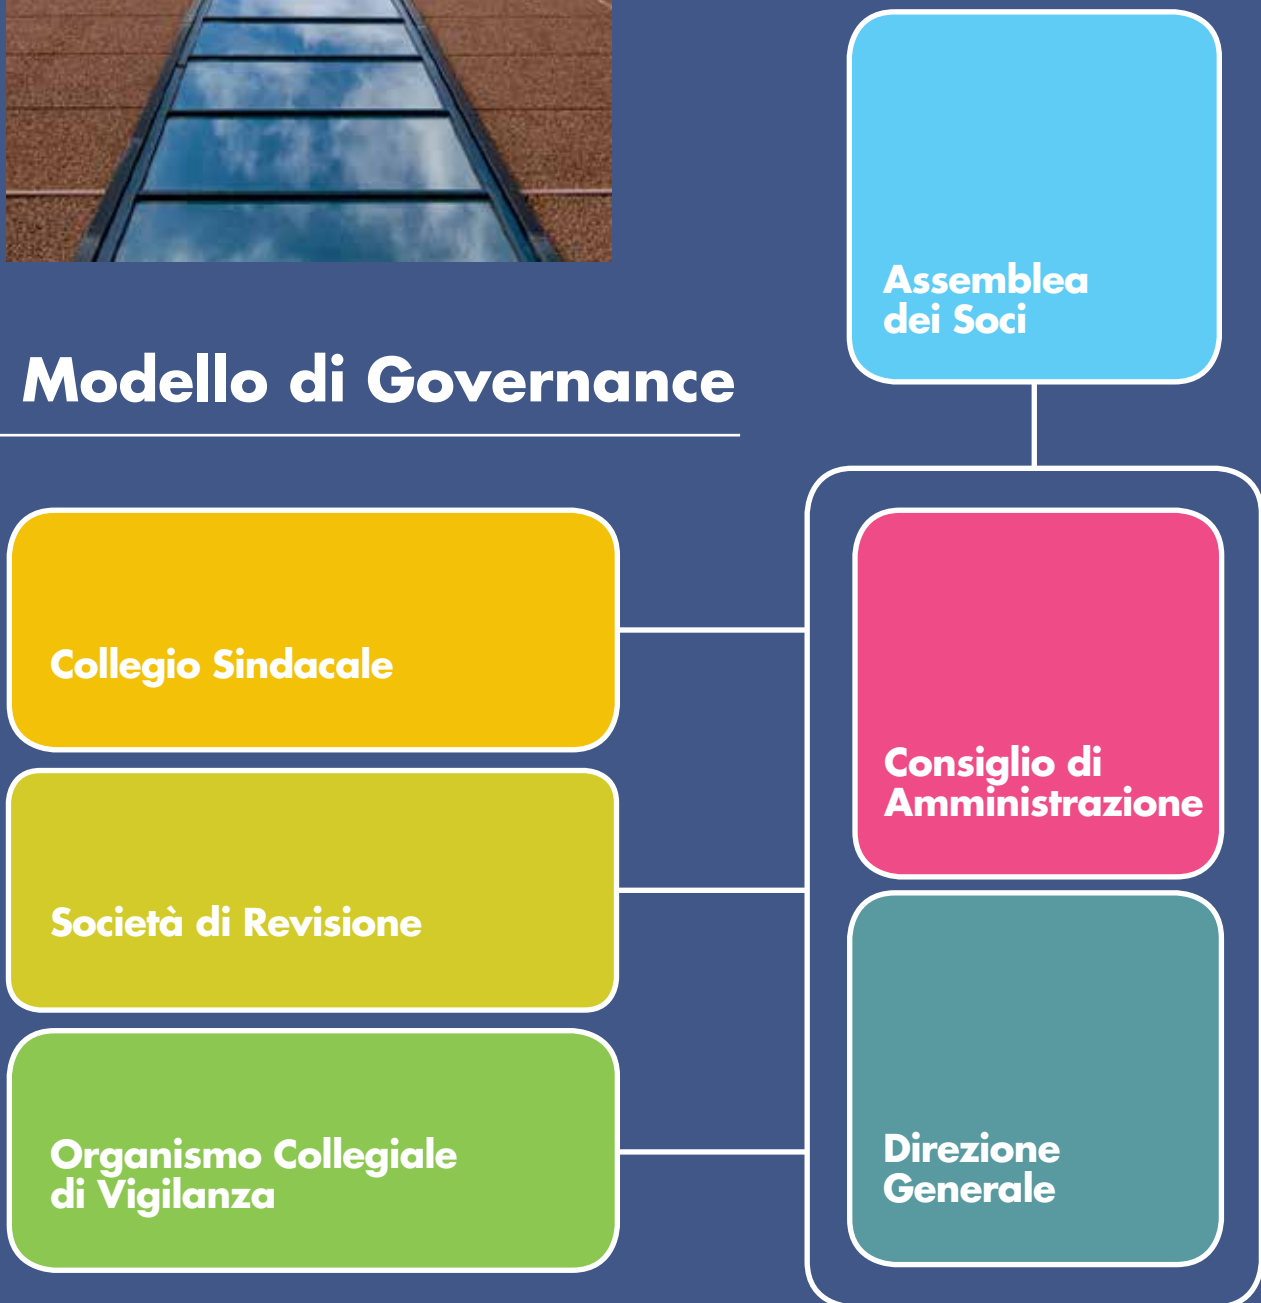 Assemblea
dei Soci
Modello di Governance
Collegio Sindacale
Società di Revisione
Organismo Collegiale
di Vigilanza
Consiglio di
Amministrazione
Direzione
Generale